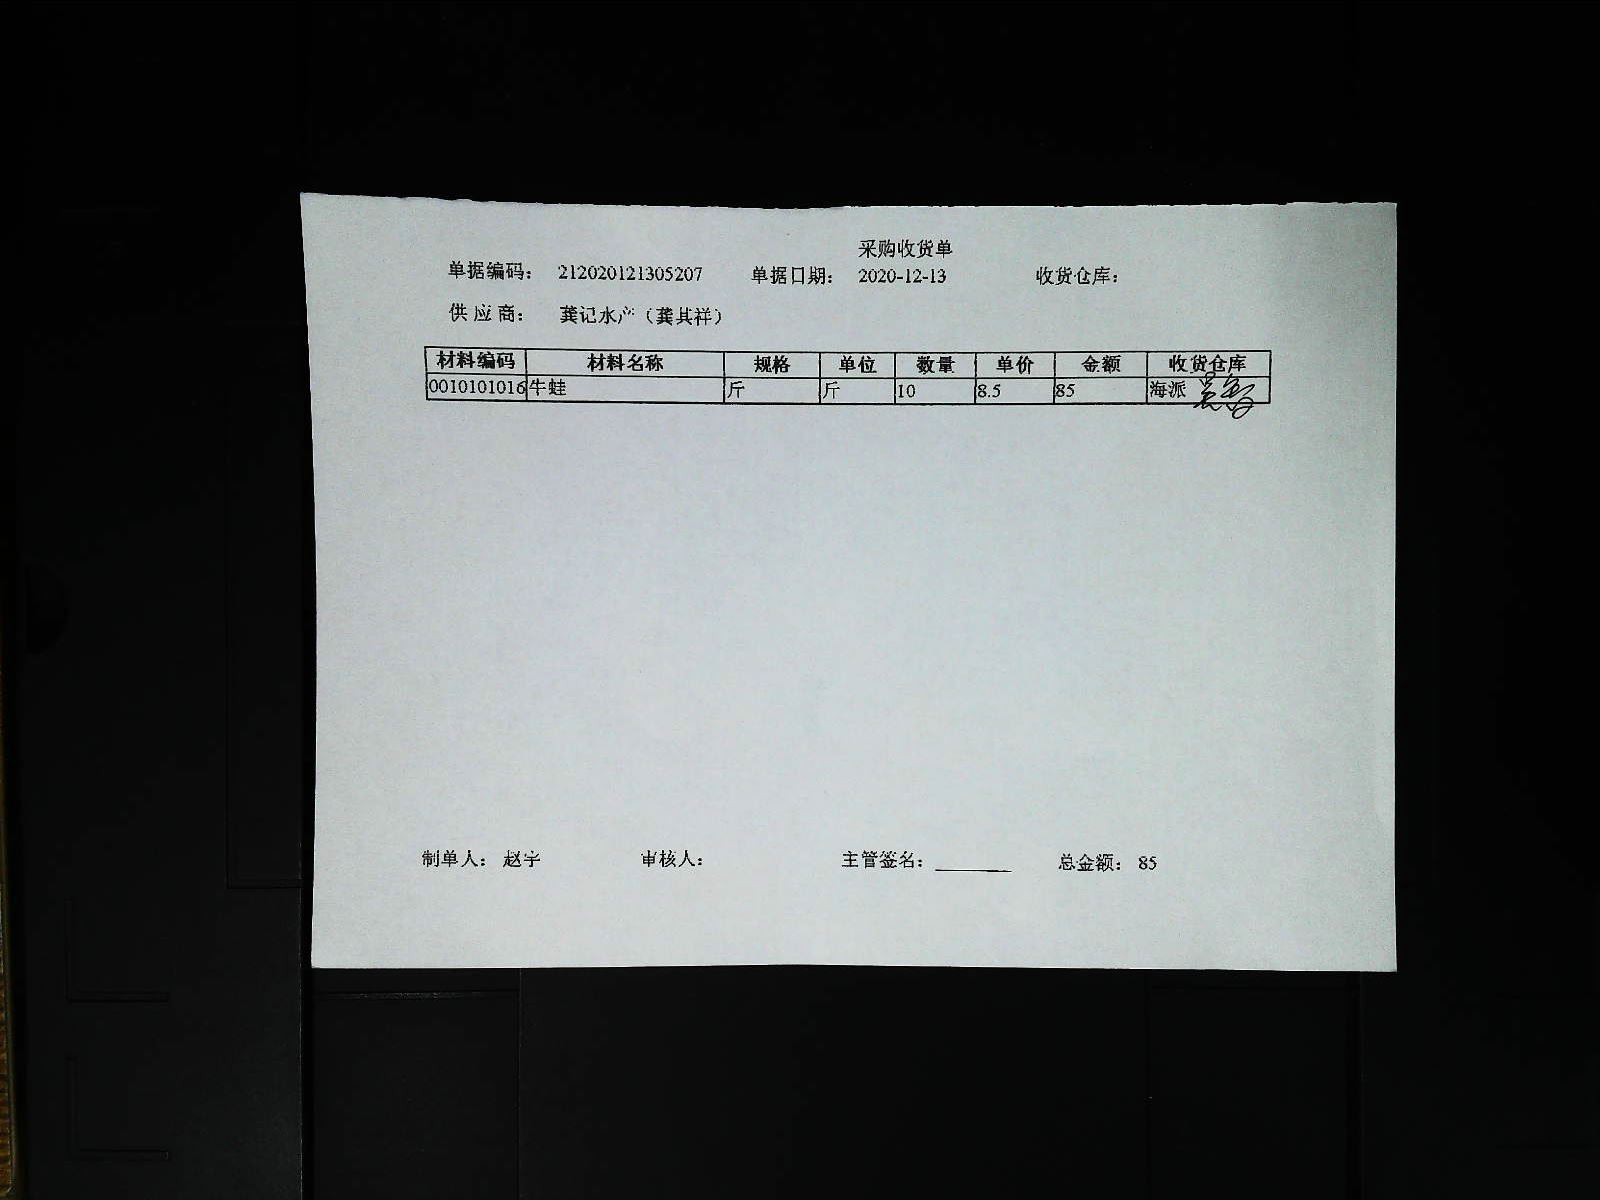 采购收货单
单据编码： 212020121305207 单据日期： 2020-12-13 收货仓库：
供 应 商： 龚记水产（龚其祥）
材料编码 材料名称 规格 单位 数量 单价 金额 收货仓库
0010101016 牛蛙 斤 斤 10 8.5 85 海派
制单人： 赵宇 审核人： 主管签名： 总金额： 85